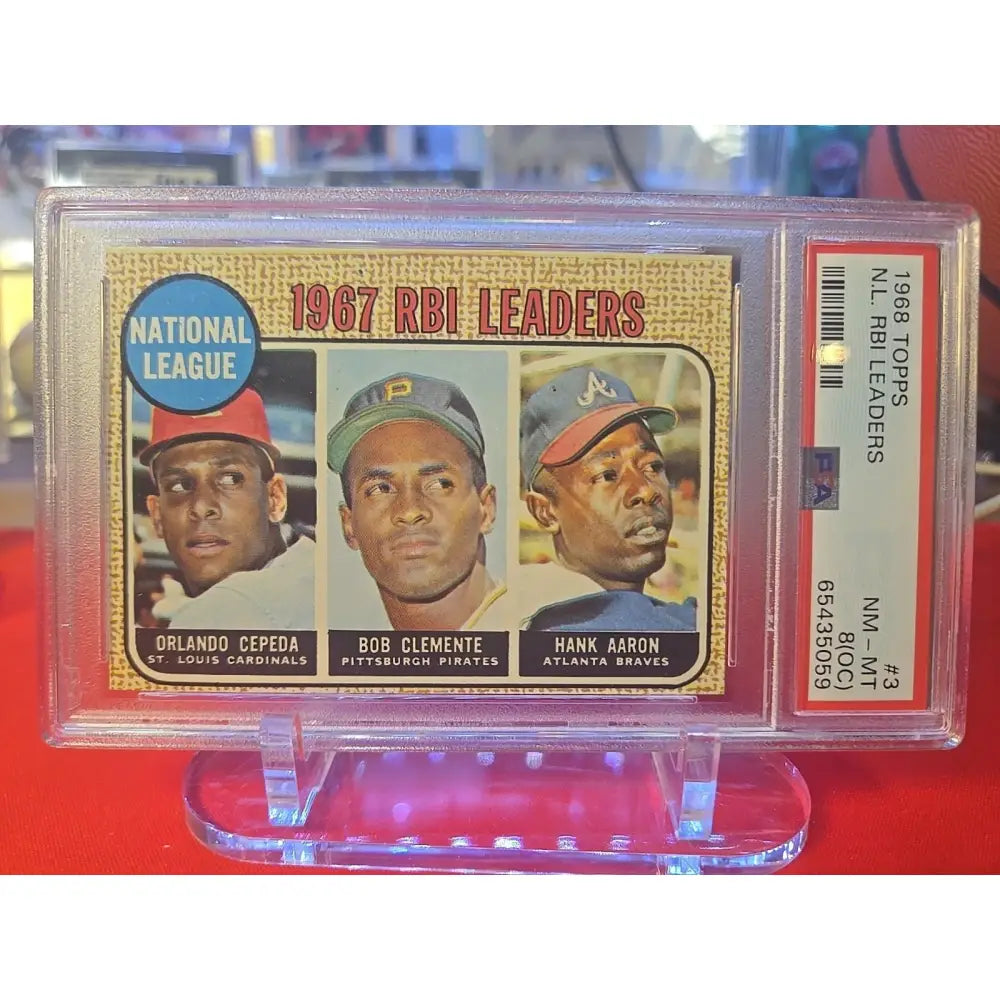 1967 RBI LEADERS
NATIONAL
LEAGUE
ORLANDO CEPEDA
ST. LOUIS CARDINALS
BOB CLEMENTE
PITTSBURGH PIRATES
HANK AARON
ATLANTA BRAVES
P
A
1968 TOPPS
N.L. RBI LEADERS
PSA
#3
NM-MT
8(OC)
65435059